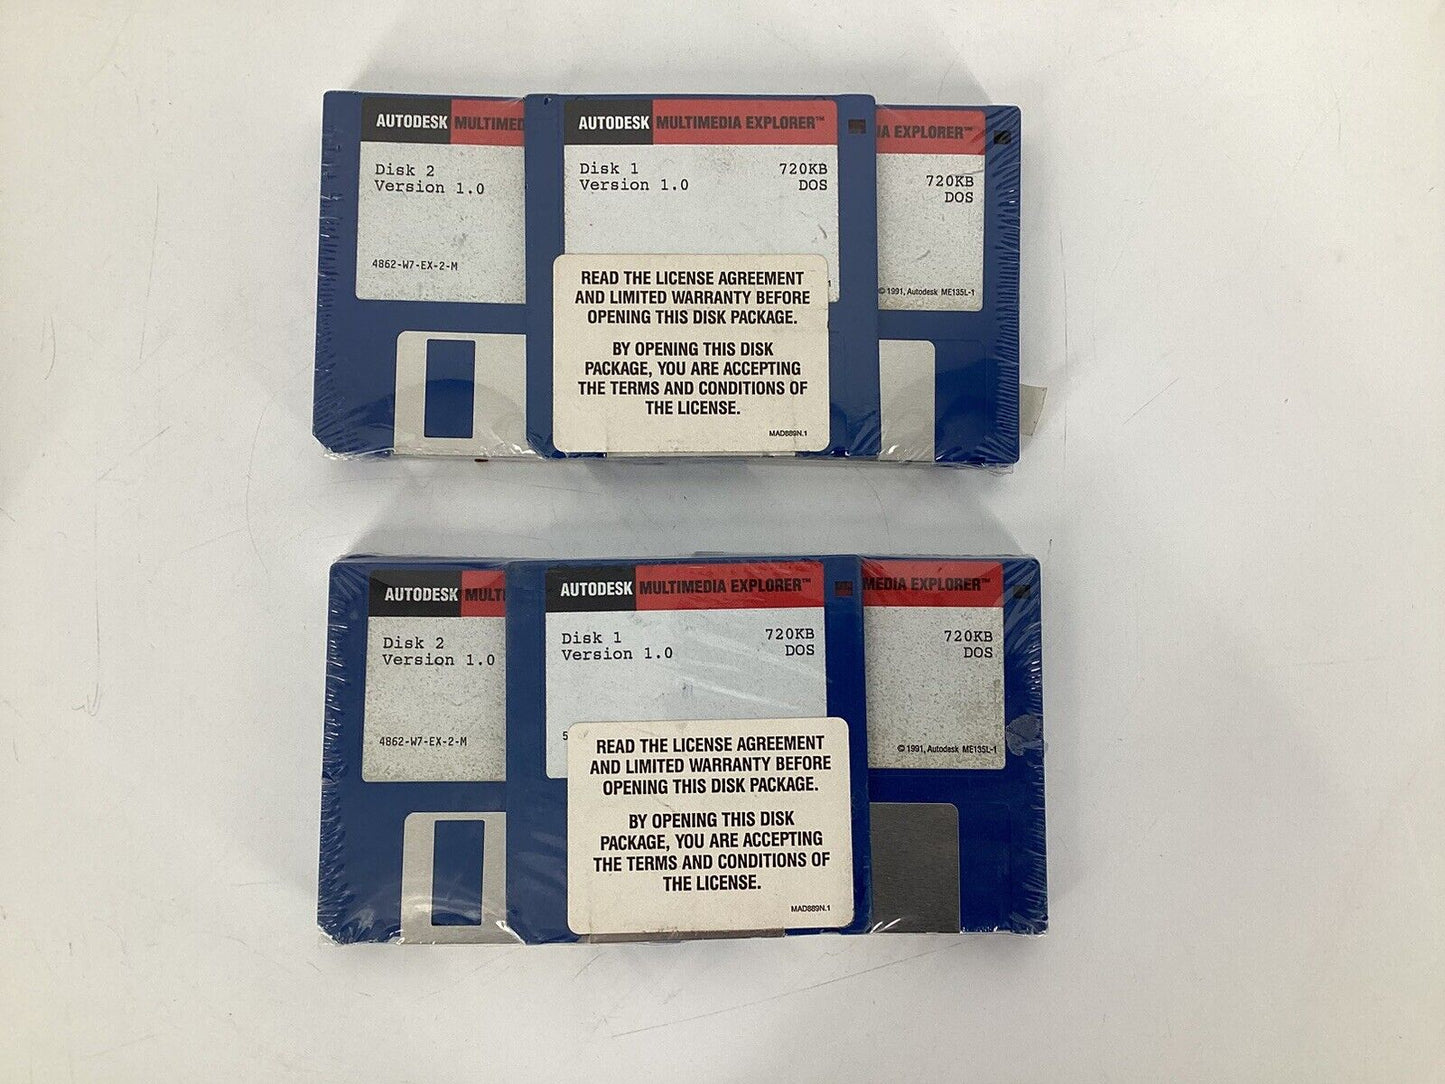 AUTODESK MULTIMED
Disk 2
Version 1.0
4862-W7-EX-2-M
AUTODESK MULTIMEDIA EXPLORER™
Disk 1 720KB
Version 1.0 DOS
READ THE LICENSE AGREEMENT
AND LIMITED WARRANTY BEFORE
OPENING THIS DISK PACKAGE.
BY OPENING THIS DISK
PACKAGE, YOU ARE ACCEPTING
THE TERMS AND CONDITIONS OF
THE LICENSE.
MAD889N.1
IA EXPLORER™
720KB
DOS
© 1991, Autodesk ME135L-1
AUTODESK MULTI
Disk 2
Version 1.0
4862-W7-EX-2-M
AUTODESK MULTIMEDIA EXPLORER™
Disk 1 720KB
Version 1.0 DOS
5
READ THE LICENSE AGREEMENT
AND LIMITED WARRANTY BEFORE
OPENING THIS DISK PACKAGE.
BY OPENING THIS DISK
PACKAGE, YOU ARE ACCEPTING
THE TERMS AND CONDITIONS OF
THE LICENSE.
MAD889N.1
MEDIA EXPLORER™
720KB
DOS
© 1991, Autodesk ME135L-1